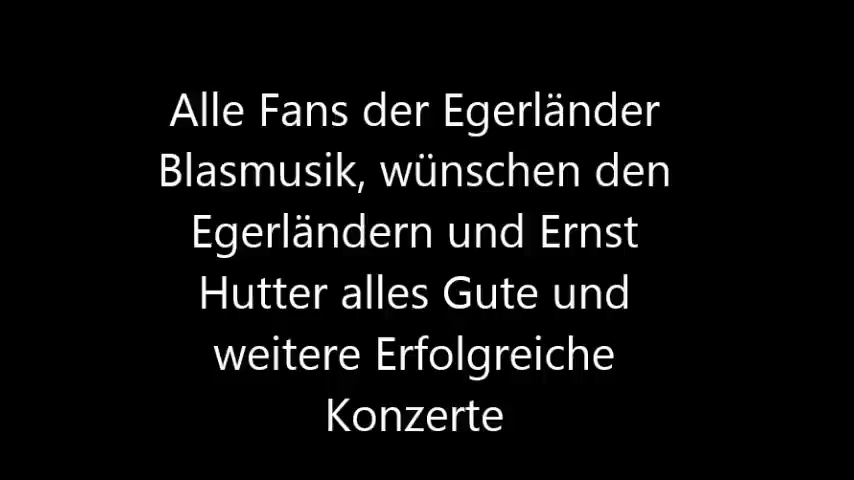 Alle Fans der Egerländer
Blasmusik, wünschen den
Egerländern und Ernst
Hutter alles Gute und
weitere Erfolgreiche
Konzerte